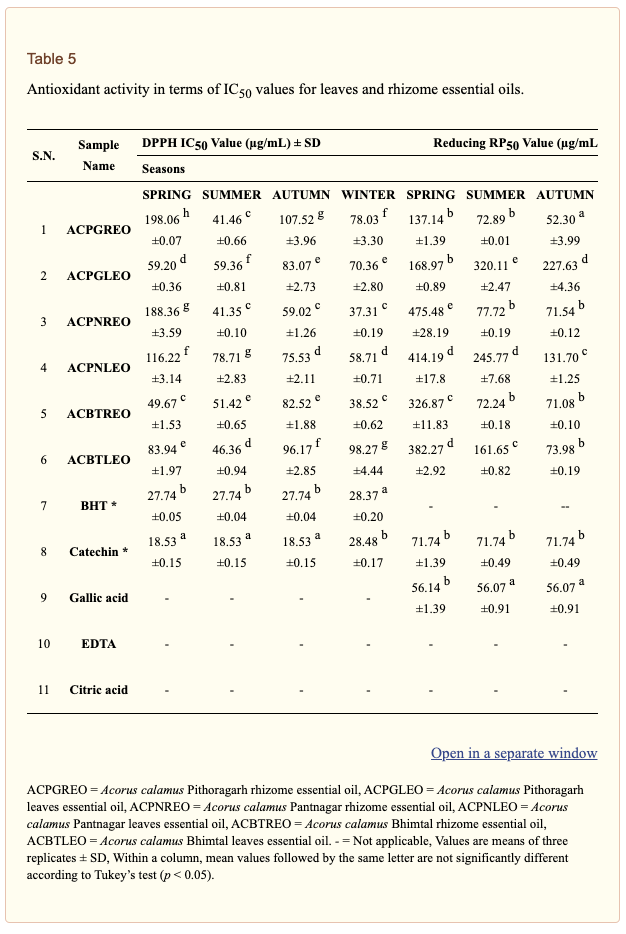 Table 5
Antioxidant activity in terms of IC50 values for leaves and rhizome essential oils.
S.N. Sample Name DPPH IC50 Value (µg/mL) ± SD Reducing RP50 Value (µg/mL
Seasons
SPRING SUMMER AUTUMN WINTER SPRING SUMMER AUTUMN
1 ACPGREO 198.06 h 41.46 c 107.52 g 78.03 f 137.14 b 72.89 b 52.30 a
±0.07 ±0.66 ±3.96 ±3.30 ±1.39 ±0.01 ±3.99
2 ACPGLEO 59.20 d 59.36 f 83.07 e 70.36 e 168.97 b 320.11 e 227.63 d
±0.36 ±0.81 ±2.73 ±2.80 ±0.89 ±2.47 ±4.36
3 ACPNREO 188.36 g 41.35 c 59.02 c 37.31 c 475.48 e 77.72 b 71.54 b
±3.59 ±0.10 ±1.26 ±0.19 ±28.19 ±0.19 ±0.12
4 ACPNLEO 116.22 f 78.71 g 75.53 d 58.71 d 414.19 d 245.77 d 131.70 c
±3.14 ±2.83 ±2.11 ±0.71 ±17.8 ±7.68 ±1.25
5 ACBTREO 49.67 c 51.42 e 82.52 e 38.52 c 326.87 c 72.24 b 71.08 b
±1.53 ±0.65 ±1.88 ±0.62 ±11.83 ±0.18 ±0.10
6 ACBTLEO 83.94 e 46.36 d 96.17 f 98.27 g 382.27 d 161.65 c 73.98 b
±1.97 ±0.94 ±2.85 ±4.44 ±2.92 ±0.82 ±0.19
7 BHT * 27.74 b 27.74 b 27.74 b 28.37 a - - --
±0.05 ±0.04 ±0.04 ±0.20
8 Catechin * 18.53 a 18.53 a 18.53 a 28.48 b 71.74 b 71.74 b 71.74 b
±0.15 ±0.15 ±0.15 ±0.17 ±1.39 ±0.49 ±0.49
9 Gallic acid - - - - 56.14 b 56.07 a 56.07 a
±1.39 ±0.91 ±0.91
10 EDTA - - - - - - -
11 Citric acid - - - - - - -
Open in a separate window
ACPGREO = Acorus calamus Pithoragarh rhizome essential oil, ACPGLEO = Acorus calamus Pithoragarh
leaves essential oil, ACPNREO = Acorus calamus Pantnagar rhizome essential oil, ACPNLEO = Acorus
calamus Pantnagar leaves essential oil, ACBTREO = Acorus calamus Bhimtal rhizome essential oil,
ACBTLEO = Acorus calamus Bhimtal leaves essential oil. - = Not applicable, Values are means of three
replicates ± SD, Within a column, mean values followed by the same letter are not significantly different
according to Tukey’s test (p < 0.05).